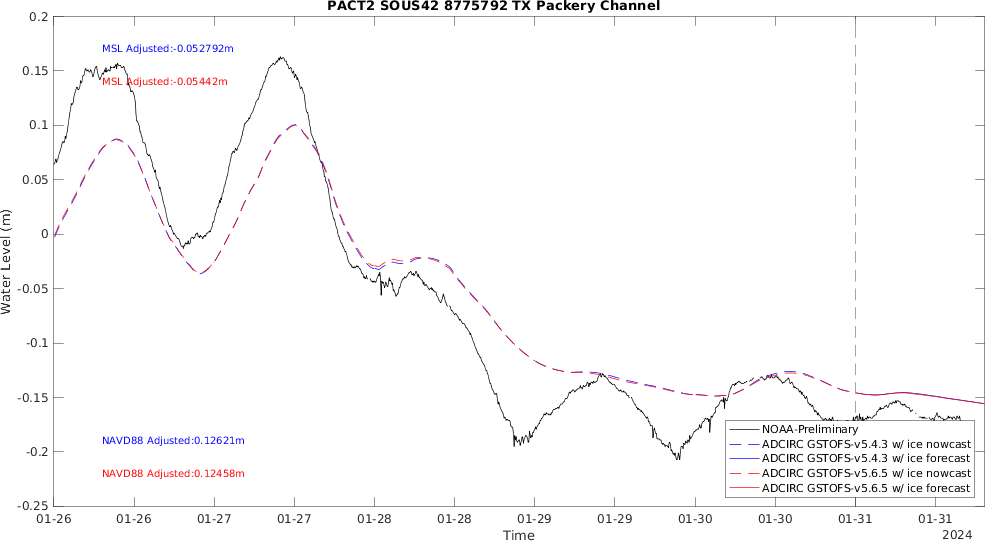 PACT2 SOUS42 8775792 TX Packery Channel
0.2
0.15
0.1
0.05
0
-0.05
-0.1
-0.15
-0.2
-0.25
Water Level (m)
MSL Adjusted:-0.052792m
MSL Adjusted:-0.05442m
NAVD88 Adjusted:0.12621m
NAVD88 Adjusted:0.12458m
NOAA-Preliminary
ADCIRC GSTOFS-v5.4.3 w/ ice nowcast
ADCIRC GSTOFS-v5.4.3 w/ ice forecast
ADCIRC GSTOFS-v5.6.5 w/ ice nowcast
ADCIRC GSTOFS-v5.6.5 w/ ice forecast
01-26 01-26 01-27 01-27 01-28 01-28 01-29 01-29 01-30 01-30 01-31 01-31
Time
2024